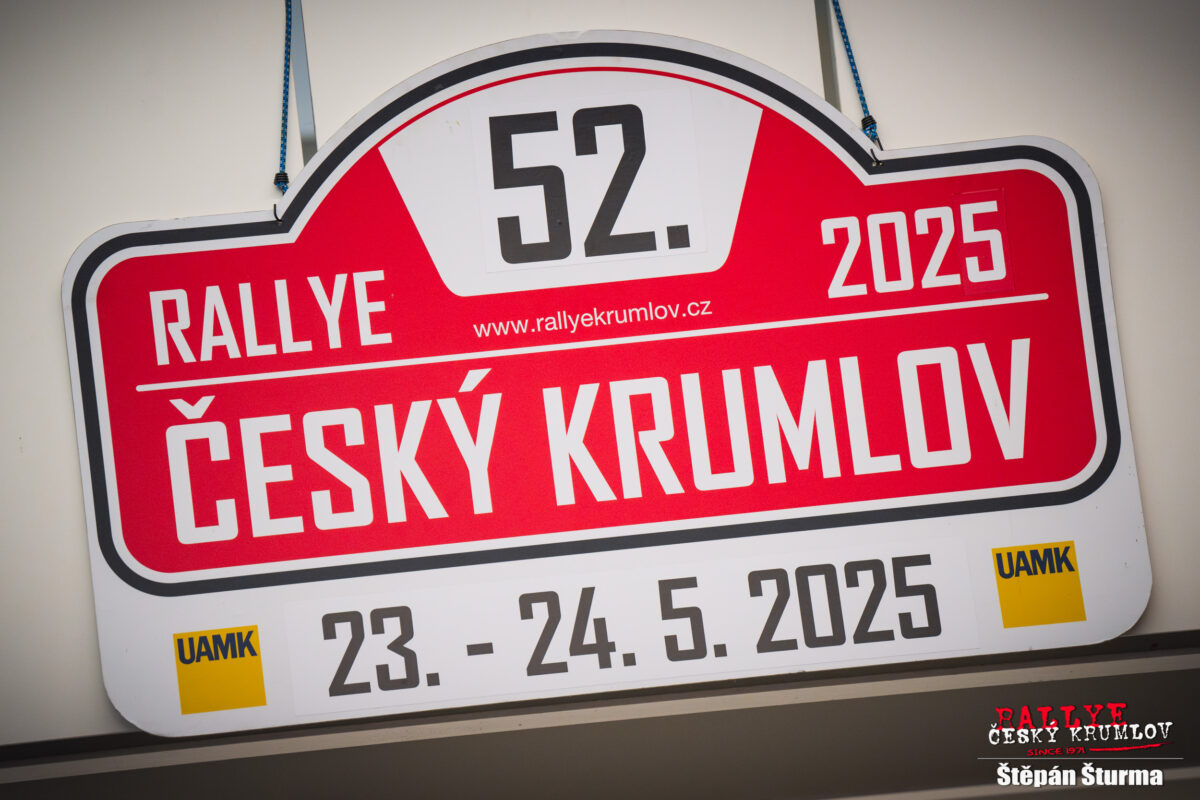 52.
RALLYE
2025
www.rallyekrumlov.cz
ČESKÝ KRUMLOV
UAMK
23. - 24. 5. 2025
UAMK
RALLYE
ČESKÝ KRUMLOV
SINCE 1971
Štěpán Šturma